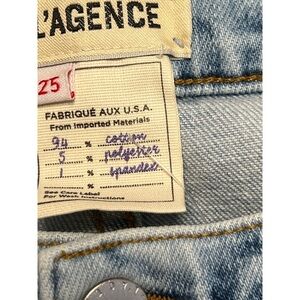 L'AGENCE
25
FABRIQUÉ AUX U.S.A.
From Imported Materials
94 % cotton
5 % polyester
1 % spandex
%
See Care Label
For Wash Instructions